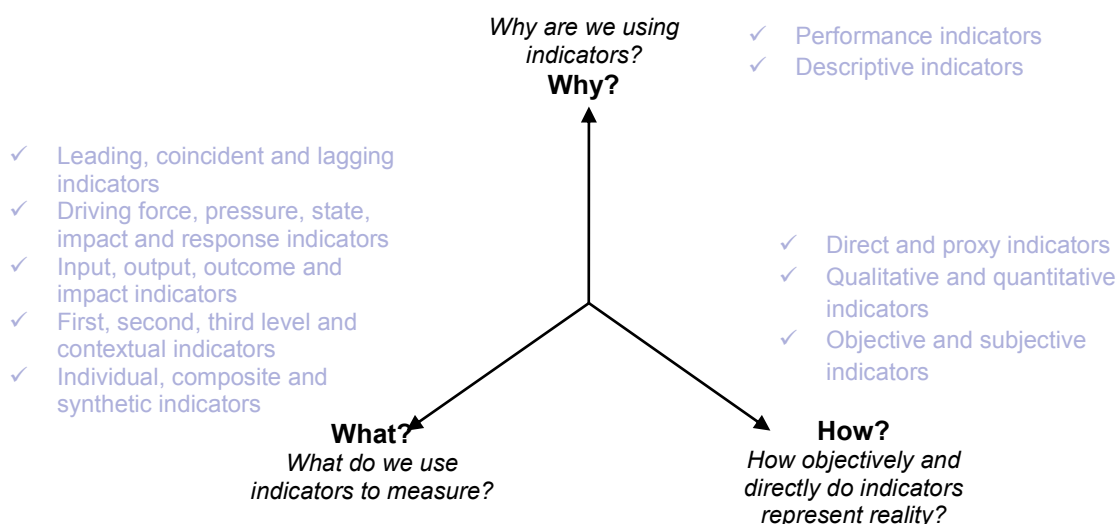 Why are we using
indicators?
Why?
✓ Performance indicators
✓ Descriptive indicators
✓ Leading, coincident and lagging
indicators
✓ Driving force, pressure, state,
impact and response indicators
✓ Input, output, outcome and
impact indicators
✓ First, second, third level and
contextual indicators
✓ Individual, composite and
synthetic indicators
✓ Direct and proxy indicators
✓ Qualitative and quantitative
indicators
✓ Objective and subjective
indicators
What?
What do we use
indicators to measure?
How?
How objectively and
directly do indicators
represent reality?